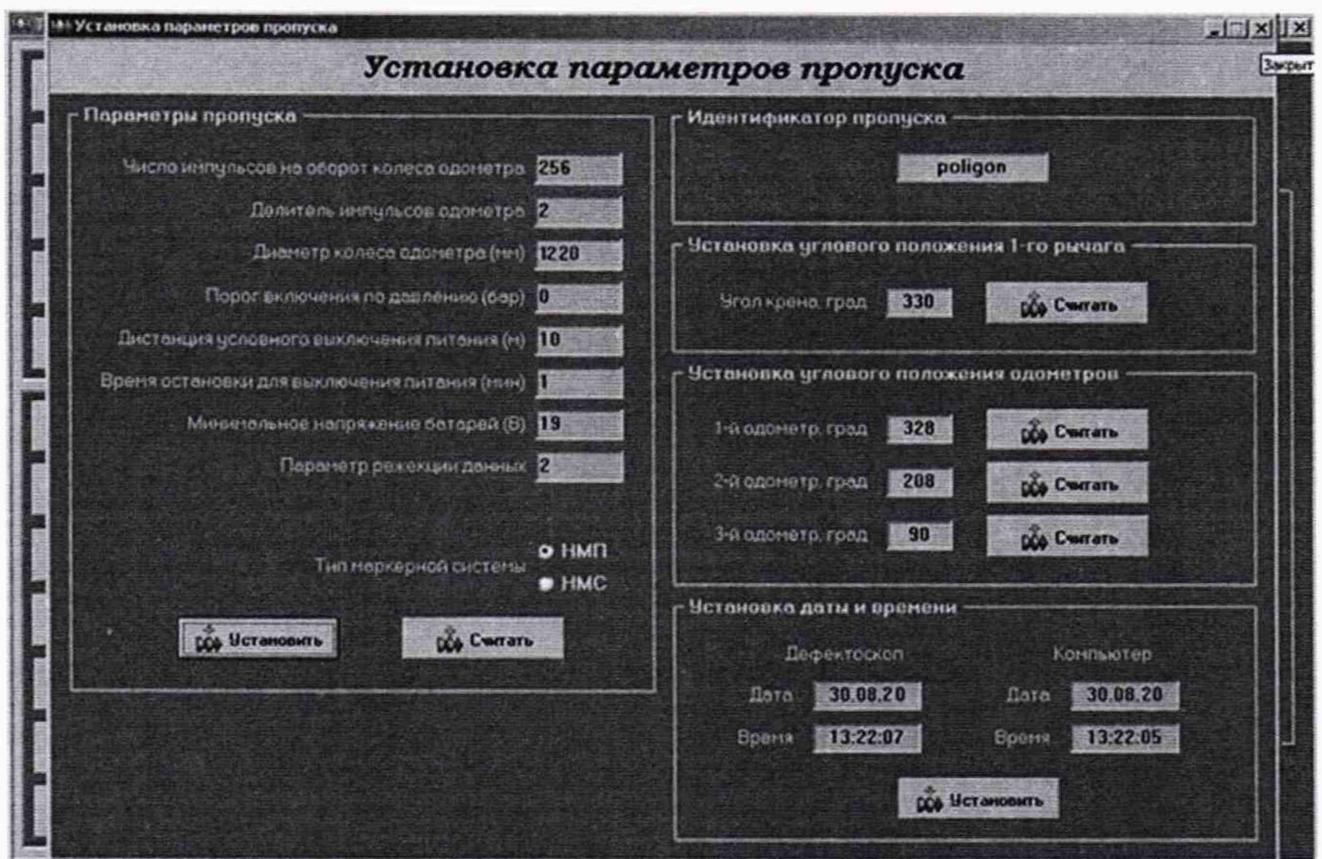 Установка параметров пропуска
Установка параметров пропуска
Закрыт
Параметры пропуска
Число импульсов на оборот колеса одометра 256
Делитель импульсов одометра 2
Диаметр колеса одометра (мм) 1220
Порог включения по давлению (бар) 0
Дистанция условного выключения питания (м) 10
Время остановки для выключения питания (мин) 1
Минимальное напряжение батарей (В) 19
Параметр режекции данных 2
Тип маркерной системы
НМП
НМС
Установить Считать
Идентификатор пропуска
poligon
Установка углового положения 1-го рычага
Угол крена, град 330 Считать
Установка углового положения одометров
1-й одометр, град 328 Считать
2-й одометр, град 208 Считать
3-й одометр, град 90 Считать
Установка даты и времени
Дефектоскоп Компьютер
Дата 30.08.20 Дата 30.08.20
Время 13:22:07 Время 13:22:05
Установить